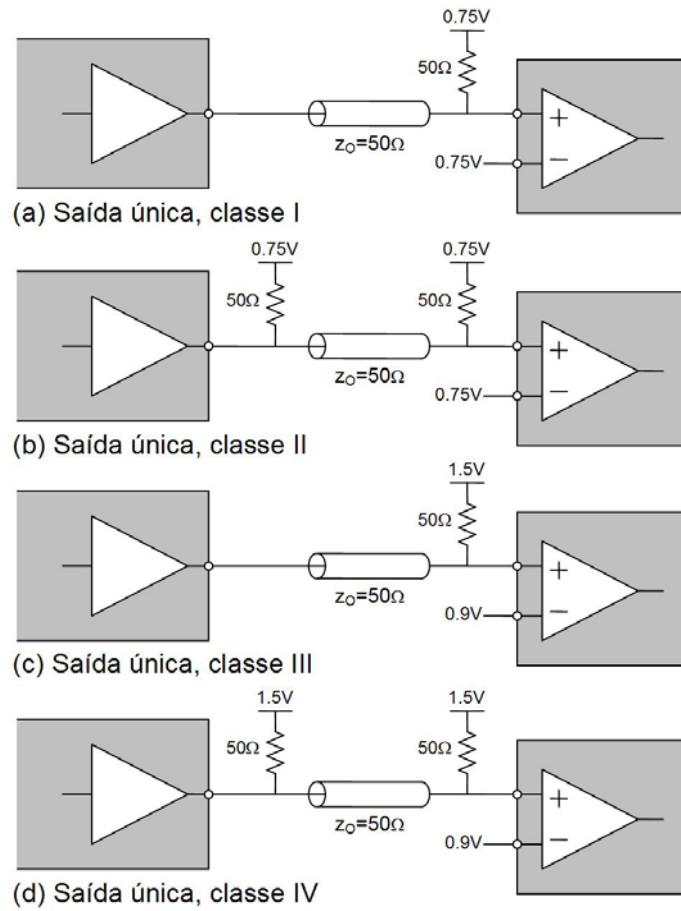 0.75V
50Ω
+
zO=50Ω
0.75V
−
(a) Saída única, classe I
0.75V 0.75V
50Ω 50Ω
+
zO=50Ω
0.75V
−
(b) Saída única, classe II
1.5V
50Ω
+
zO=50Ω
0.9V
−
(c) Saída única, classe III
1.5V 1.5V
50Ω 50Ω
+
zO=50Ω
0.9V
−
(d) Saída única, classe IV